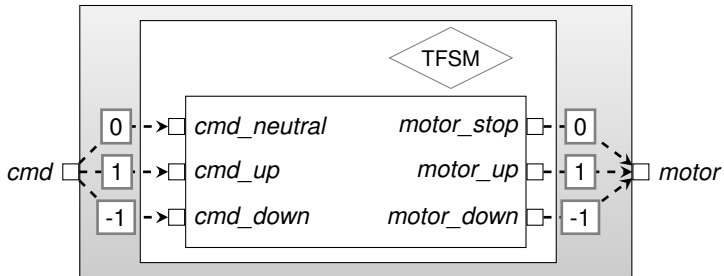 TFSM
0 cmd_neutral motor_stop 0
cmd 1 cmd_up motor_up 1 motor
-1 cmd_down motor_down -1